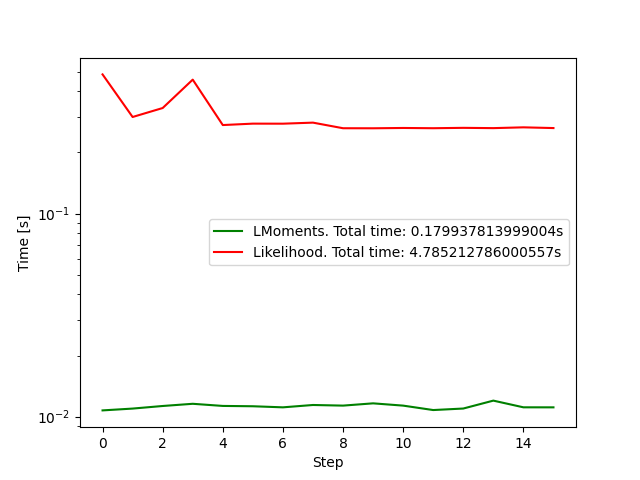 10⁻¹
10⁻²
Time [s]
LMoments. Total time: 0.179937813999004s
Likelihood. Total time: 4.785212786000557s
0 2 4 6 8 10 12 14
Step